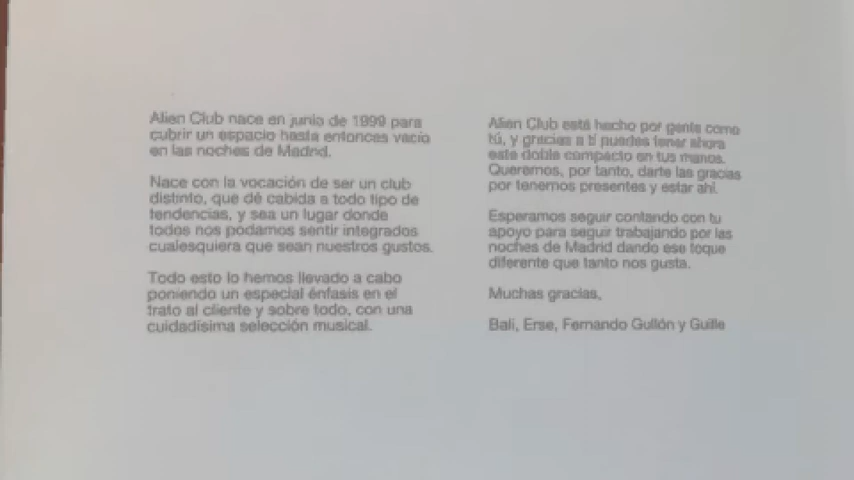 Alien Club nace en junio de 1999 para
cubrir un espacio hasta entonces vacío
en las noches de Madrid.
Nace con la vocación de ser un club
distinto, que dé cabida a todo tipo de
tendencias, y sea un lugar donde
todos nos podamos sentir integrados
cualesquiera que sean nuestros gustos.
Todo esto lo hemos llevado a cabo
poniendo un especial énfasis en el
trato al cliente y sobre todo, con una
cuidadísima selección musical.
Alien Club está hecho por gente como
tú, y gracias a tí puedes tener ahora
este doble compacto en tus manos.
Queremos, por tanto, darte las gracias
por tenernos presentes y estar ahí.
Esperamos seguir contando con tu
apoyo para seguir trabajando por las
noches de Madrid dando ese toque
diferente que tanto nos gusta.
Muchas gracias,
Bali, Erse, Fernando Gullón y Guille